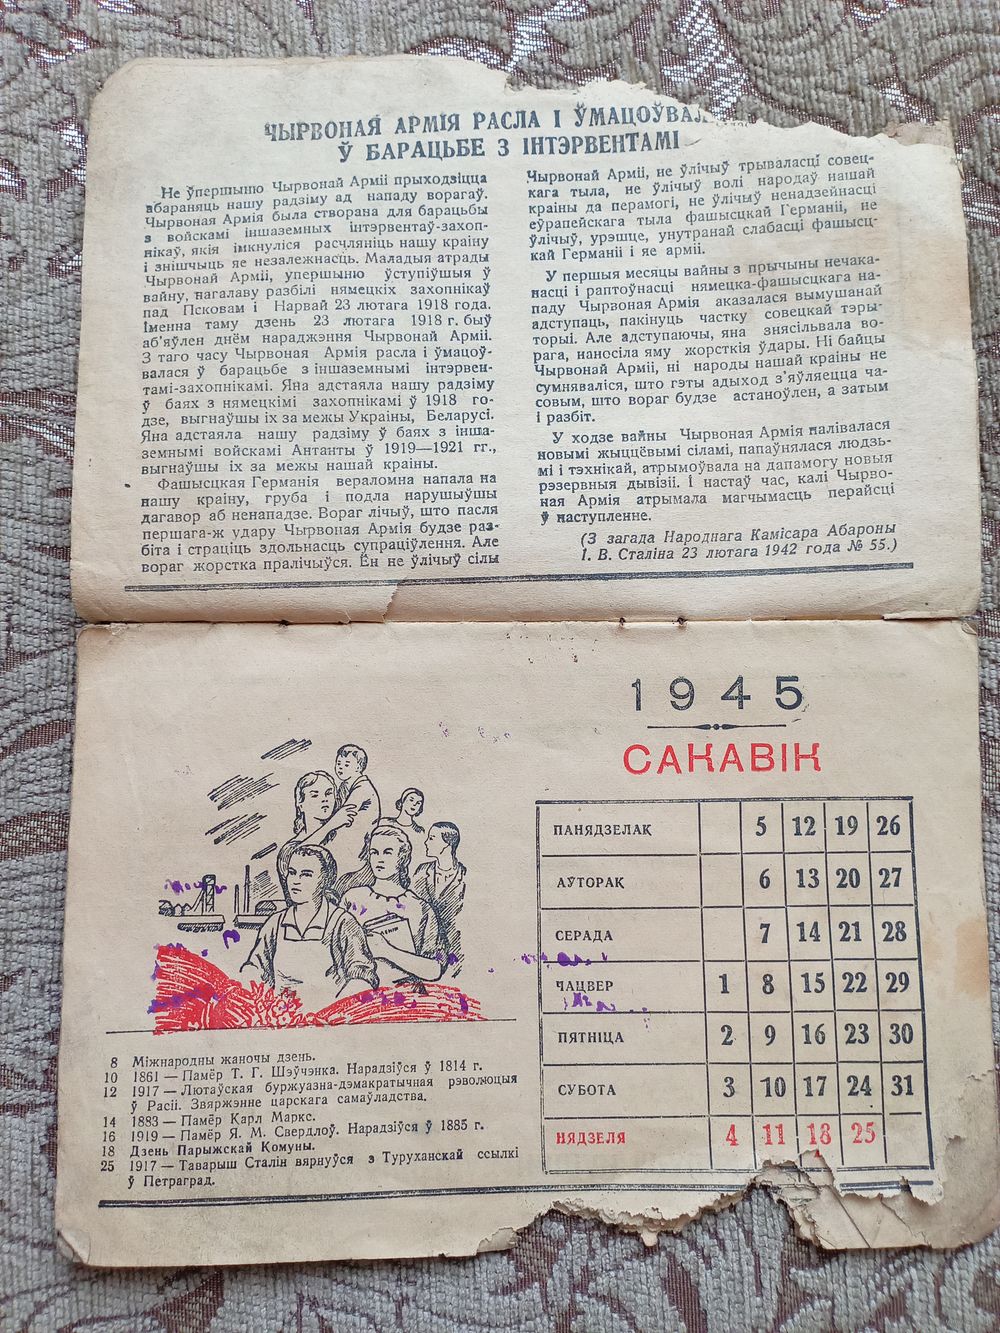 ЧЫРВОНАЯ АРМІЯ РАСЛА І ЎМАЦОЎВАЛ
Ў БАРАЦЬБЕ З ІНТЭРВЕНТАМІ
Не ўпершыню Чырвонай Арміі прыходзіцца
абараняць нашу радзіму ад нападу ворагаў.
Чырвоная Армія была створана для барацьбы
з войскамі іншаземных інтэрвентаў-захоп-
нікаў, якія імкнуліся расчляніць нашу краіну
і знішчыць яе незалежнасць. Маладыя атрады
Чырвонай Арміі, упершыню ўступіўшыя ў
вайну, нагалаву разбілі нямецкіх захопнікаў
пад Псковам і Нарвай 23 лютага 1918 года.
Іменна таму дзень 23 лютага 1918 г. быў
аб'яўлен днём нараджэння Чырвонай Арміі.
З таго часу Чырвоная Армія расла і ўмацоў-
валася ў барацьбе з іншаземнымі інтэрвен-
тамі-захопнікамі. Яна адстаяла нашу радзіму
ў баях з нямецкімі захопнікамі ў 1918 го-
дзе, выгнаўшы іх за межы Украіны, Беларусі.
Яна адстаяла нашу радзіму ў баях з інша-
земнымі войскамі Антанты ў 1919—1921 гг.,
выгнаўшы іх за межы нашай краіны.
Фашысцкая Германія вераломна напала на
нашу краіну, груба і подла нарушыўшы
дагавор аб ненападзе. Вораг лічыў, што пасля
першага-ж удару Чырвоная Армія будзе раз-
біта і страціць здольнасць супраціўлення. Але
вораг жорстка пралічыўся. Ён не ўлічыў сілы
Чырвонай Арміі, не ўлічыў трываласці совец-
кага тыла, не ўлічыў волі народаў нашай
краіны да перамогі, не ўлічыў ненадзейнасці
еўрапейскага тыла фашысцкай Германіі, не
ўлічыў, урэшце, унутранай слабасці фашысц-
кай Германіі і яе арміі.
У першыя месяцы вайны з прычыны нечака-
насці і раптоўнасці нямецка-фашысцкага на-
паду Чырвоная Армія аказалася вымушанай
адступаць, пакінуць частку совецкай тэры-
торыі. Але адступаючы, яна знясільвала во-
рага, наносіла яму жорсткія ўдары. Ні байцы
Чырвонай Арміі, ні народы нашай краіны не
сумняваліся, што гэты адыход з'яўляецца ча-
совым, што вораг будзе астаноўлен, а затым
і разбіт.
У ходзе вайны Чырвоная Армія налівалася
новымі жыццёвымі сіламі, папаўнялася людзь-
мі і тэхнікай, атрымоўвала на дапамогу новыя
рэзервныя дывізіі. І настаў час, калі Чырво-
ная Армія атрымала магчымасць перайсці
ў наступленне.
(З загада Народнага Камісара Абароны
І. В. Сталіна 23 лютага 1942 года № 55.)
1945
САКАВІК
ПАНЯДЗЕЛАК 5 12 19 26
АЎТОРАК 6 13 20 27
СЕРАДА 7 14 21 28
ЧАЦВЕР 1 8 15 22 29
ПЯТНІЦА 2 9 16 23 30
СУБОТА 3 10 17 24 31
НЯДЗЕЛЯ 4 11 18 25
8 Міжнародны жаночы дзень.
10 1861 — Памёр Т. Г. Шэўчэнка. Нарадзіўся ў 1814 г.
12 1917 — Лютаўская буржуазна-дэмакратычная рэволюцыя
ў Расіі. Звяржэнне царскага самаўладства.
14 1883 — Памёр Карл Маркс.
16 1919 — Памёр Я. М. Свердлоў. Нарадзіўся ў 1885 г.
18 Дзень Парыжскай Комуны.
25 1917 — Таварыш Сталін вярнуўся з Туруханскай ссылкі
ў Петраград.